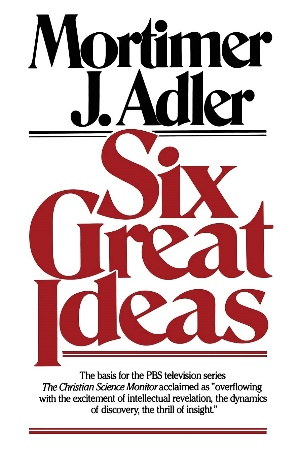 Mortimer
J. Adler
Six
Great
Ideas
The basis for the PBS television series
The Christian Science Monitor acclaimed as "overflowing
with the excitement of intellectual revelation, the dynamics
of discovery, the thrill of insight."